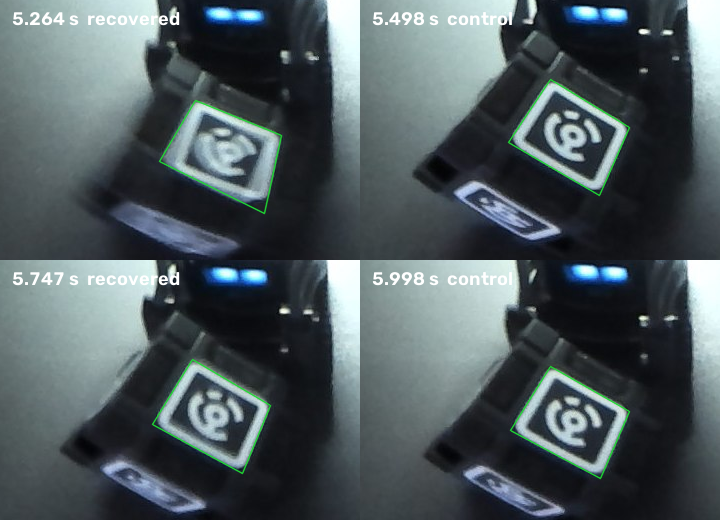 5.264 s recovered
5.498 s control
5.747 s recovered
5.998 s control